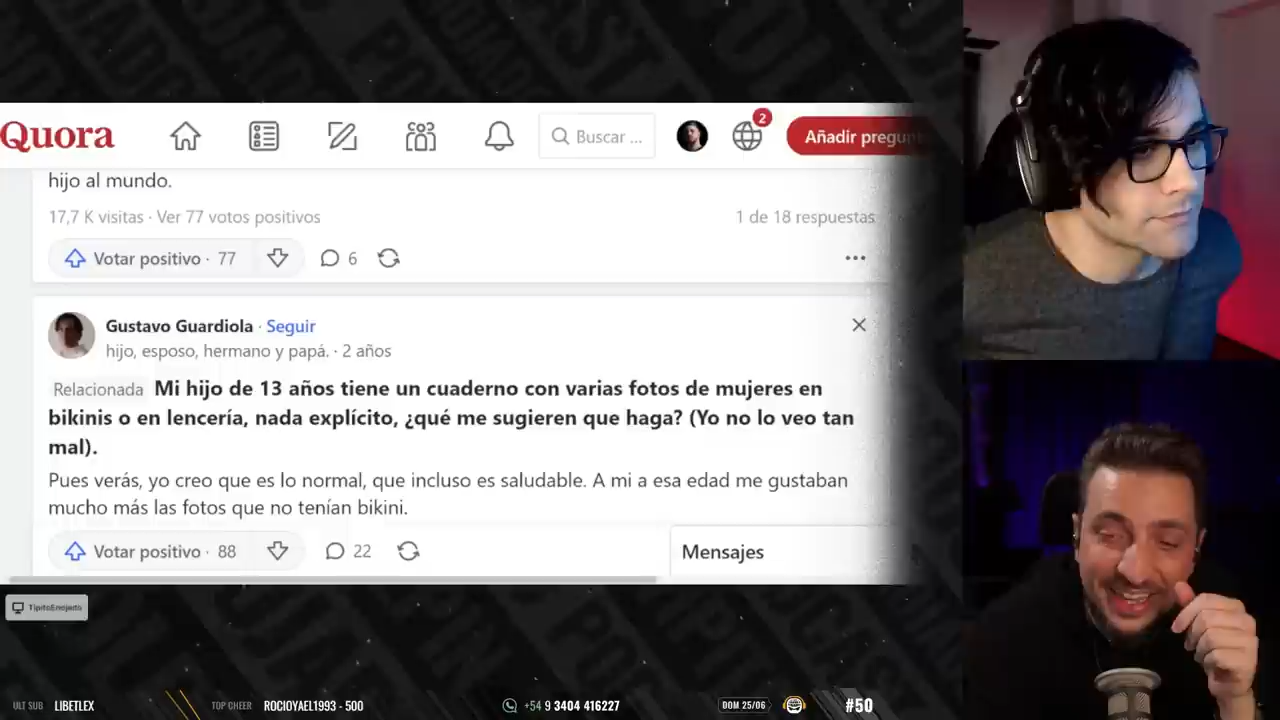 Quora
Buscar ...
2
Añadir pregun
hijo al mundo.
17,7 K visitas · Ver 77 votos positivos
1 de 18 respuestas
Votar positivo · 77
6
Gustavo Guardiola · Seguir
hijo, esposo, hermano y papá. · 2 años
Relacionada Mi hijo de 13 años tiene un cuaderno con varias fotos de mujeres en
bikinis o en lencería, nada explícito, ¿qué me sugieren que haga? (Yo no lo veo tan
mal).
Pues verás, yo creo que es lo normal, que incluso es saludable. A mi a esa edad me gustaban
mucho más las fotos que no tenían bikini.
Votar positivo · 88
22
Mensajes
TipitoEnojado
ULT SUB LIBETLEX
TOP CHEER ROCIOYAEL1993 - 500
+54 9 3404 416227
DOM 25/06
#50